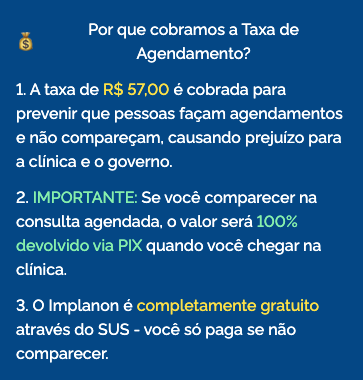 Por que cobramos a Taxa de
Agendamento?
1. A taxa de R$ 57,00 é cobrada para
prevenir que pessoas façam agendamentos
e não compareçam, causando prejuízo para
a clínica e o governo.
2. IMPORTANTE: Se você comparecer na
consulta agendada, o valor será 100%
devolvido via PIX quando você chegar na
clínica.
3. O Implanon é completamente gratuito
através do SUS - você só paga se não
comparecer.